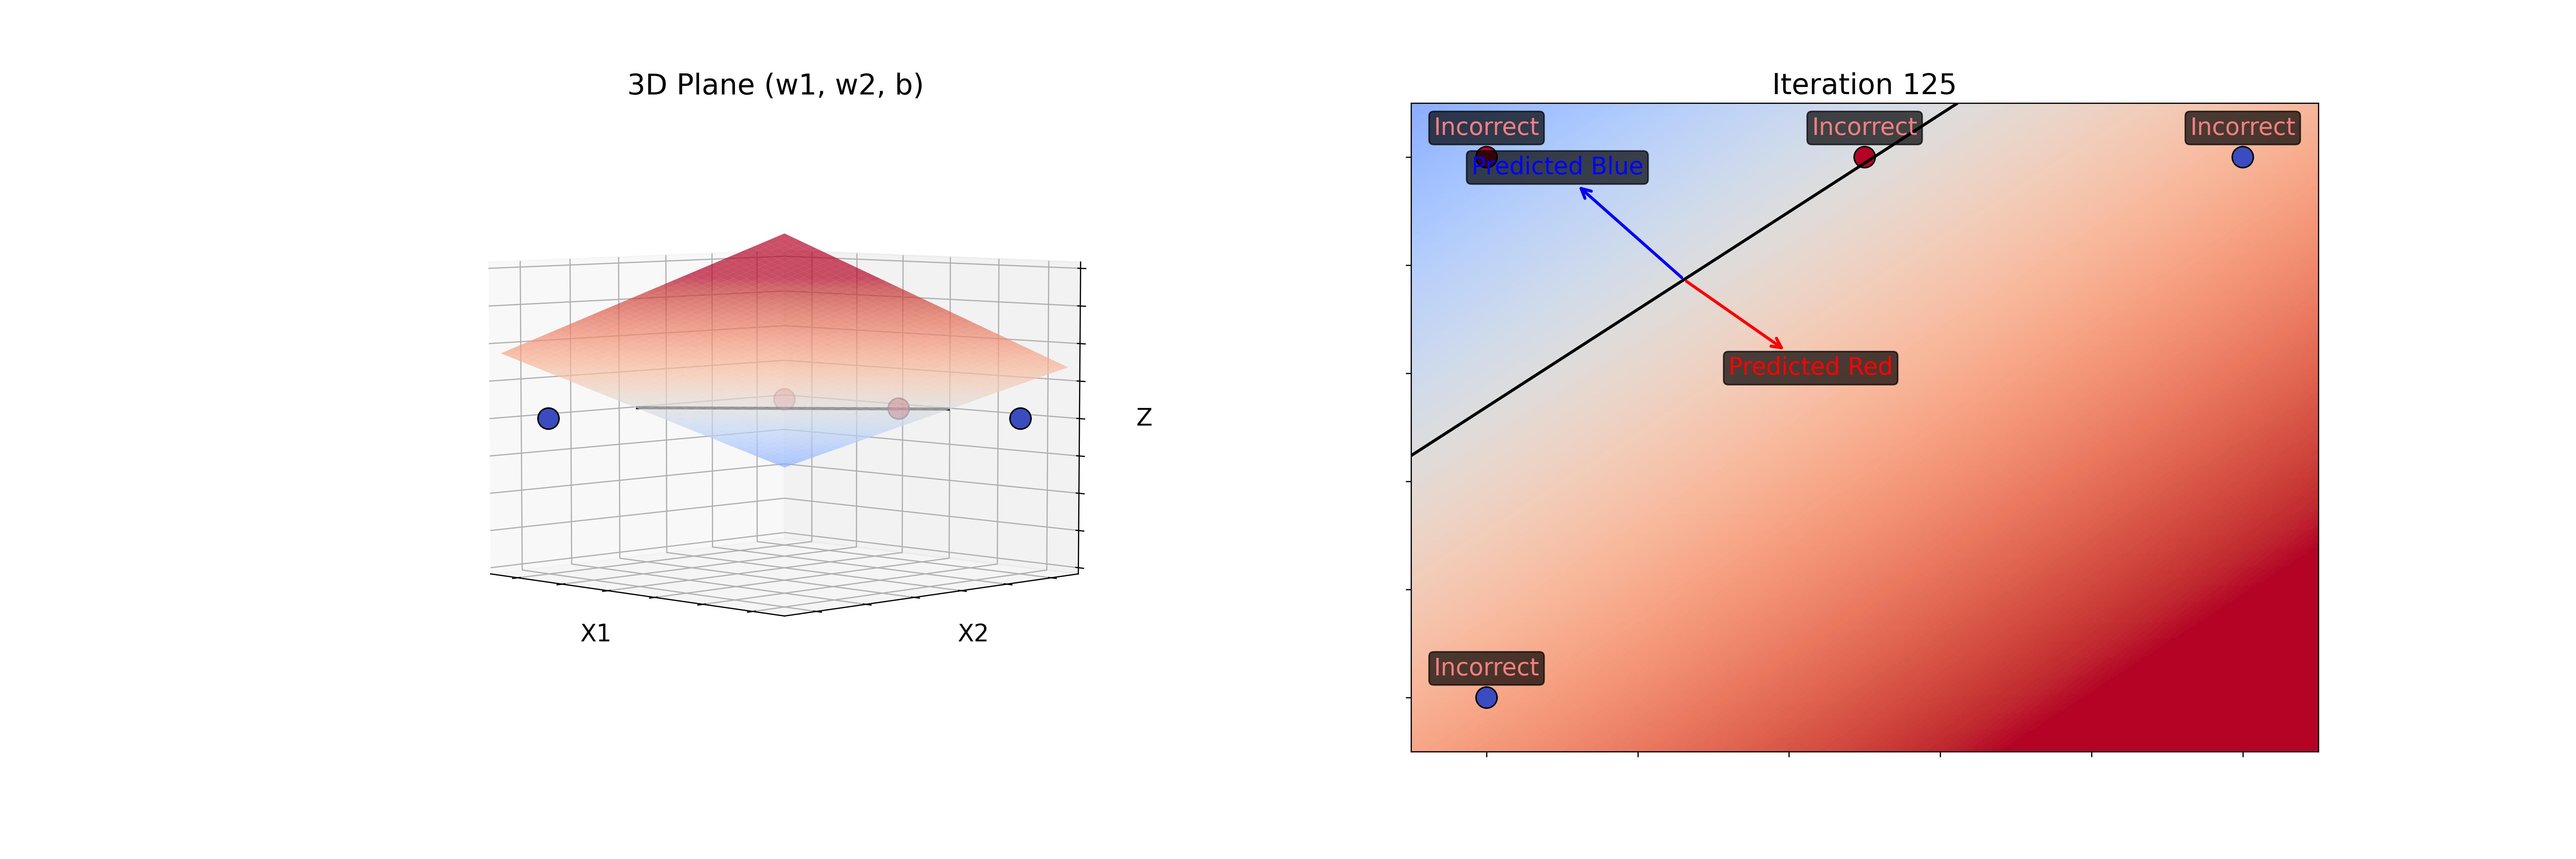 3D Plane (w1, w2, b)
Z
X1
X2
Iteration 125
Incorrect
Incorrect
Incorrect
Predicted Blue
Predicted Red
Incorrect